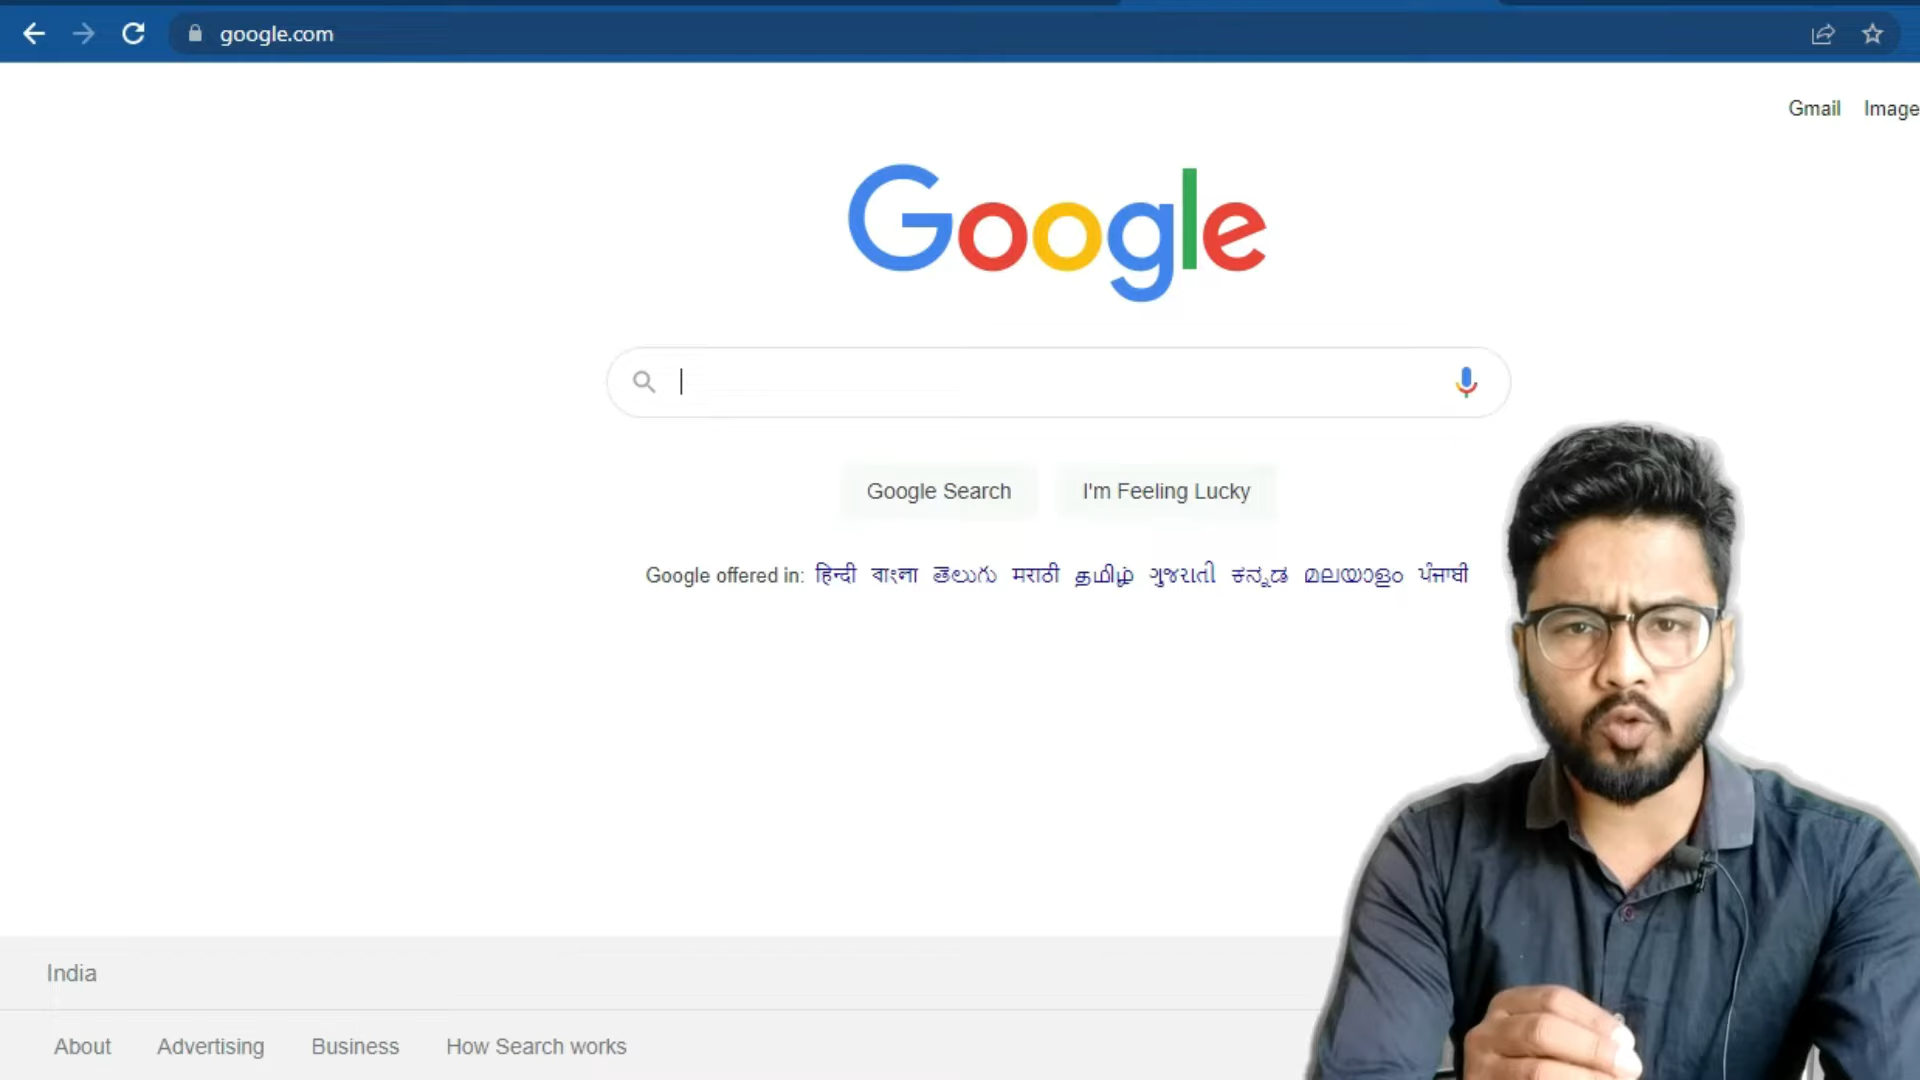 google.com
Gmail Image
Google
Google Search I'm Feeling Lucky
Google offered in: हिन्दी বাংলা తెలుగు मराठी தமிழ் ગુજરાતી ಕನ್ನಡ മലയാളം ਪੰਜਾਬੀ
India
About Advertising Business How Search works